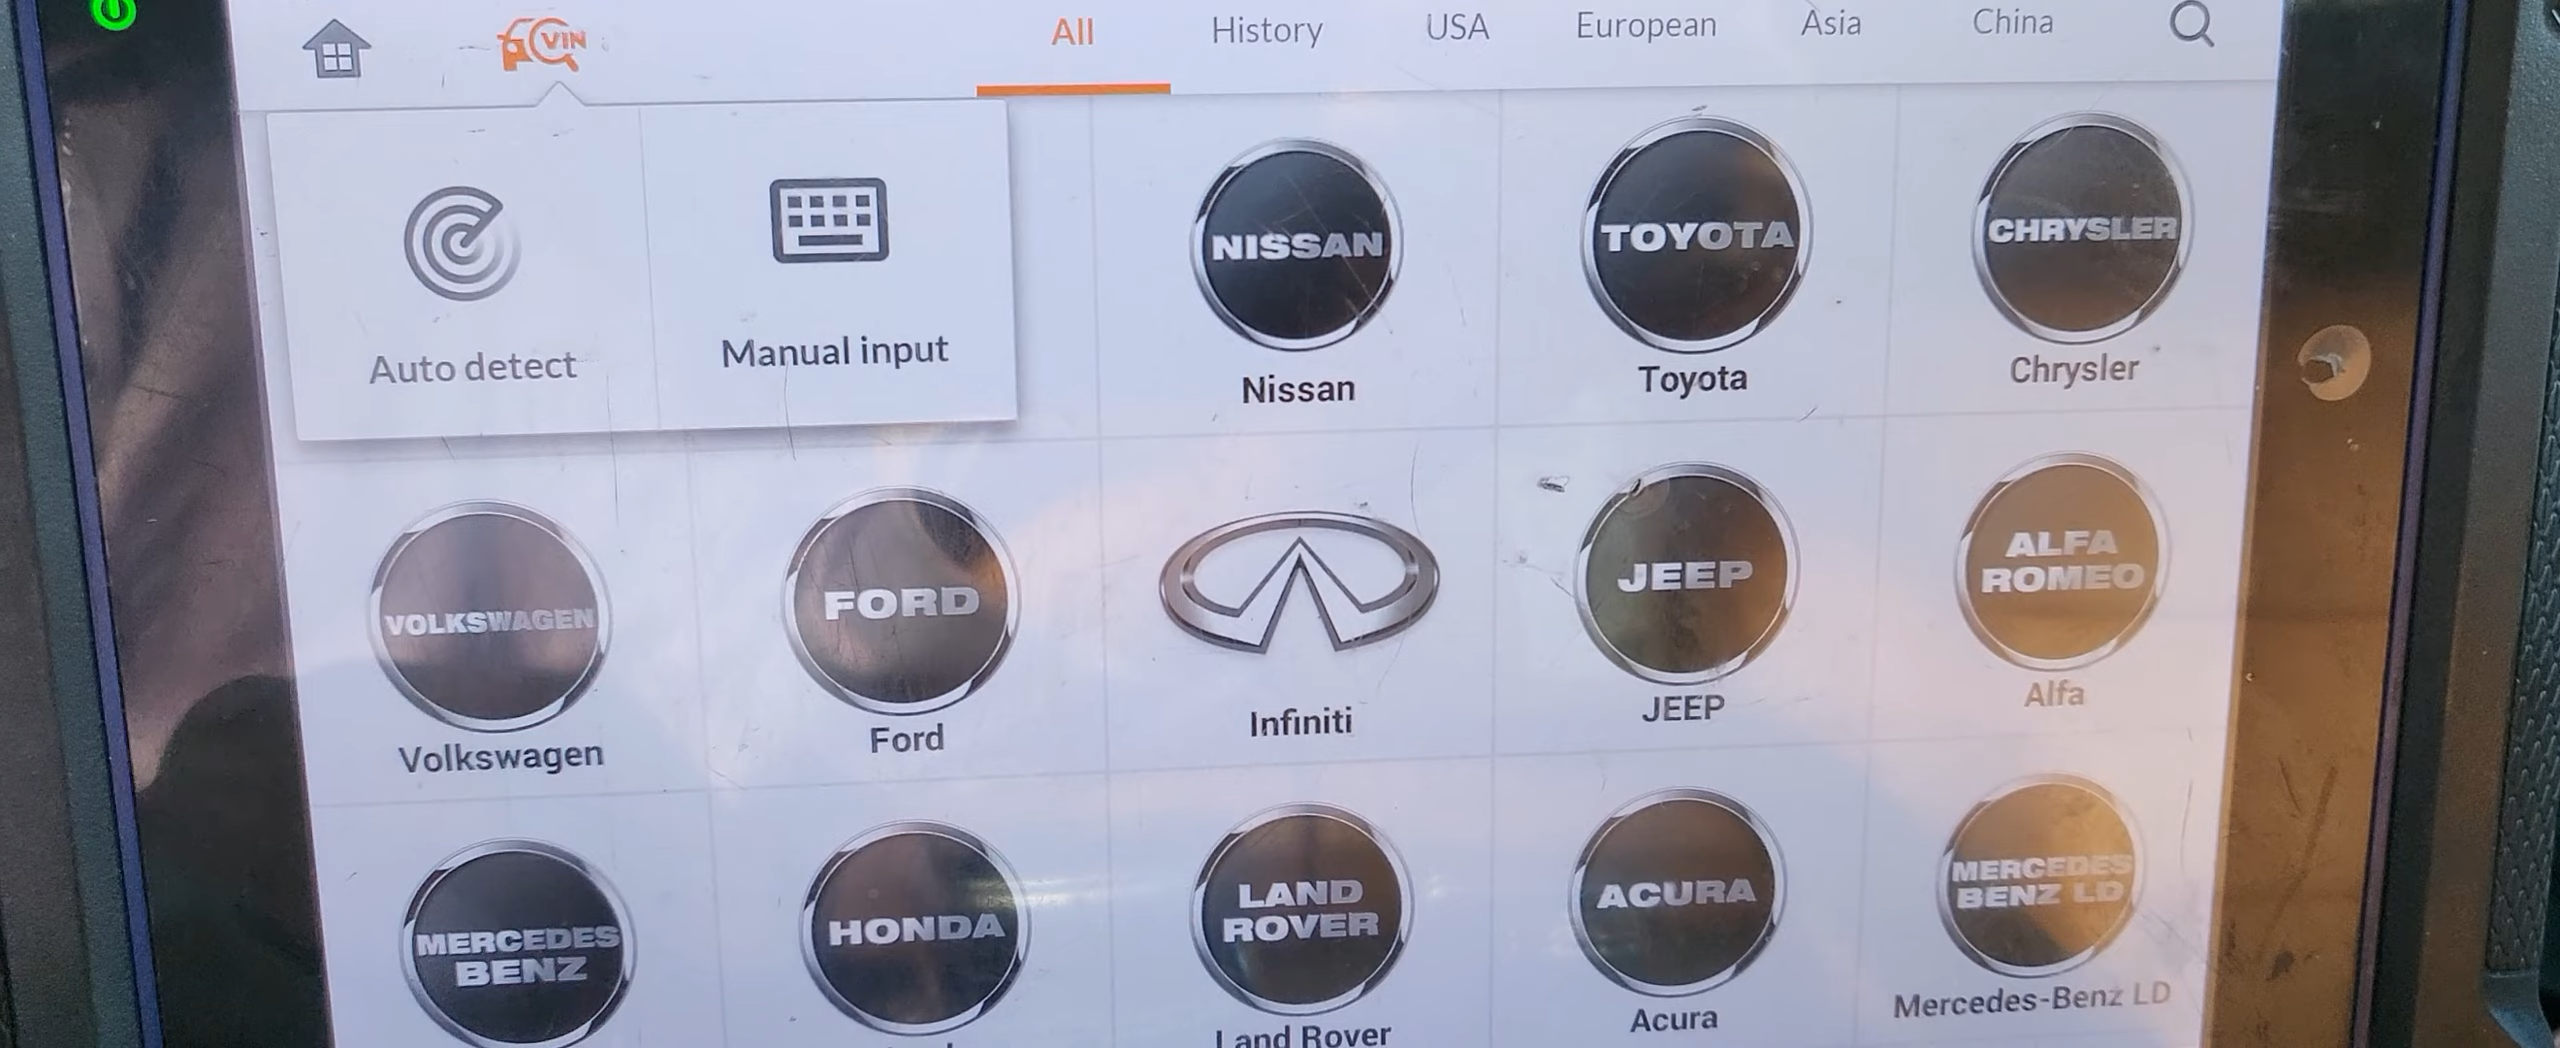 VIN
All
History
USA
European
Asia
China
Auto detect
Manual input
NISSAN
Nissan
TOYOTA
Toyota
CHRYSLER
Chrysler
VOLKSWAGEN
Volkswagen
FORD
Ford
Infiniti
JEEP
JEEP
ALFA
ROMEO
Alfa
MERCEDES
BENZ
HONDA
LAND
ROVER
Land Rover
ACURA
Acura
MERCEDES
BENZ LD
Mercedes-Benz LD